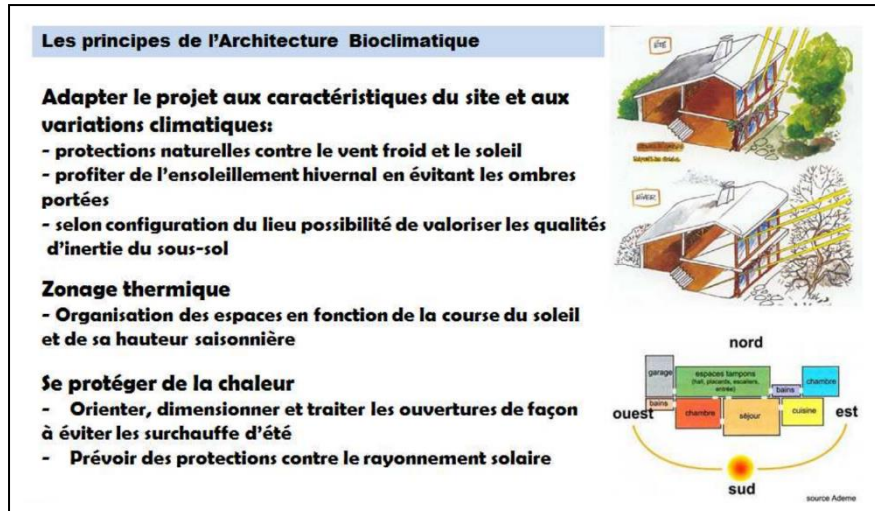 Les principes de l'Architecture Bioclimatique
Adapter le projet aux caractéristiques du site et aux
variations climatiques:
- protections naturelles contre le vent froid et le soleil
- profiter de l'ensoleillement hivernal en évitant les ombres
portées
- selon configuration du lieu possibilité de valoriser les qualités
d'inertie du sous-sol
Zonage thermique
- Organisation des espaces en fonction de la course du soleil
et de sa hauteur saisonnière
Se protéger de la chaleur
- Orienter, dimensionner et traiter les ouvertures de façon
à éviter les surchauffe d'été
- Prévoir des protections contre le rayonnement solaire
ÉTÉ
HIVER
nord
garage
espaces tampons
(hall, placards, escaliers,
entrée)
bains
chambre
bains
chambre
séjour
cuisine
ouest
est
sud
source Ademe